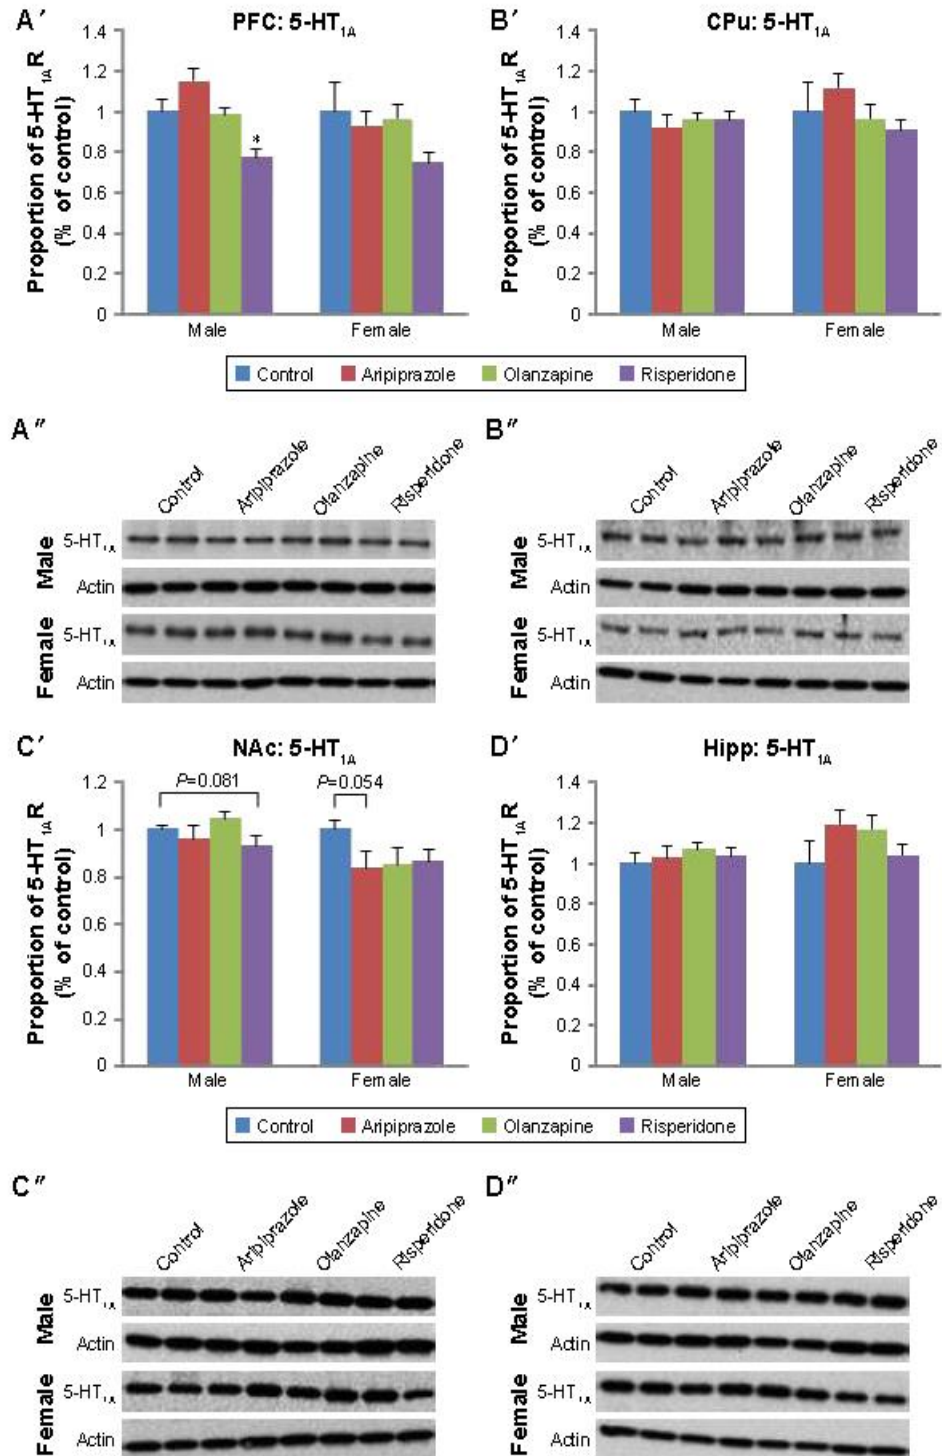 A′ PFC: 5-HT1A
Proportion of 5-HT1AR
(% of control)
1.4
1.2
1
0.8
0.6
0.4
0.2
0
*
Male Female
B′ CPu: 5-HT1A
Proportion of 5-HT1AR
(% of control)
1.4
1.2
1
0.8
0.6
0.4
0.2
0
Male Female
Control Aripiprazole Olanzapine Risperidone
A″
Control Aripiprazole Olanzapine Risperidone
Male
5-HT1A
Actin
Female
5-HT1A
Actin
B″
Control Aripiprazole Olanzapine Risperidone
Male
5-HT1A
Actin
Female
5-HT1A
Actin
C′ NAc: 5-HT1A
Proportion of 5-HT1AR
(% of control)
1.2
1
0.8
0.6
0.4
0.2
0
P=0.081 P=0.054
Male Female
D′ Hipp: 5-HT1A
Proportion of 5-HT1AR
(% of control)
1.4
1.2
1
0.8
0.6
0.4
0.2
0
Male Female
Control Aripiprazole Olanzapine Risperidone
C″
Control Aripiprazole Olanzapine Risperidone
Male
5-HT1A
Actin
Female
5-HT1A
Actin
D″
Control Aripiprazole Olanzapine Risperidone
Male
5-HT1A
Actin
Female
5-HT1A
Actin